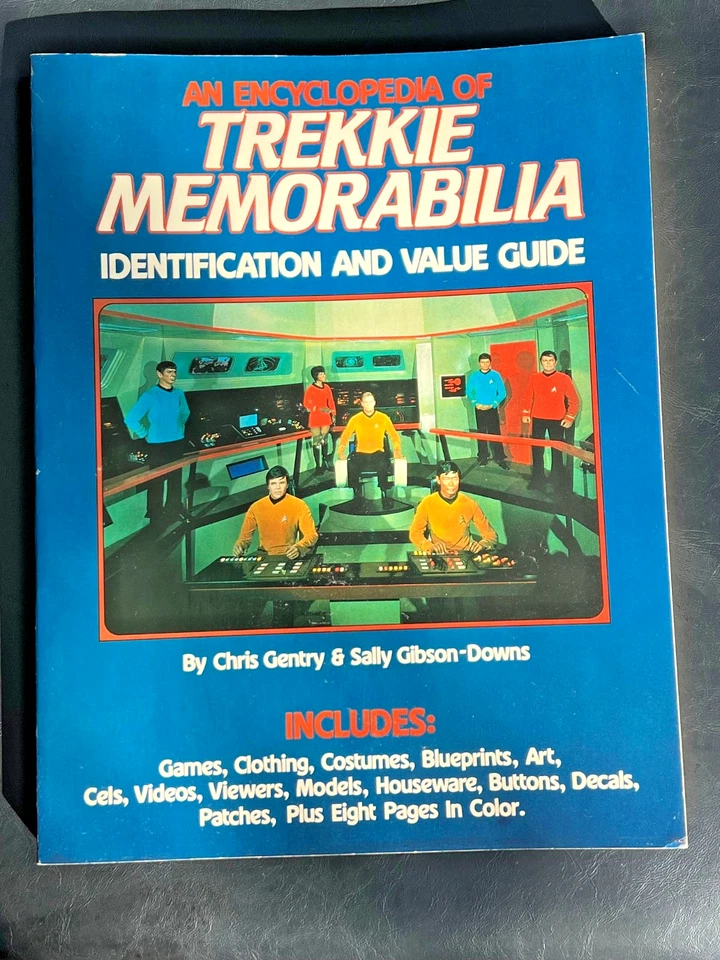 AN ENCYCLOPEDIA OF
TREKKIE
MEMORABILIA
IDENTIFICATION AND VALUE GUIDE
By Chris Gentry & Sally Gibson-Downs
INCLUDES:
Games, Clothing, Costumes, Blueprints, Art,
Cels, Videos, Viewers, Models, Houseware, Buttons, Decals,
Patches, Plus Eight Pages In Color.